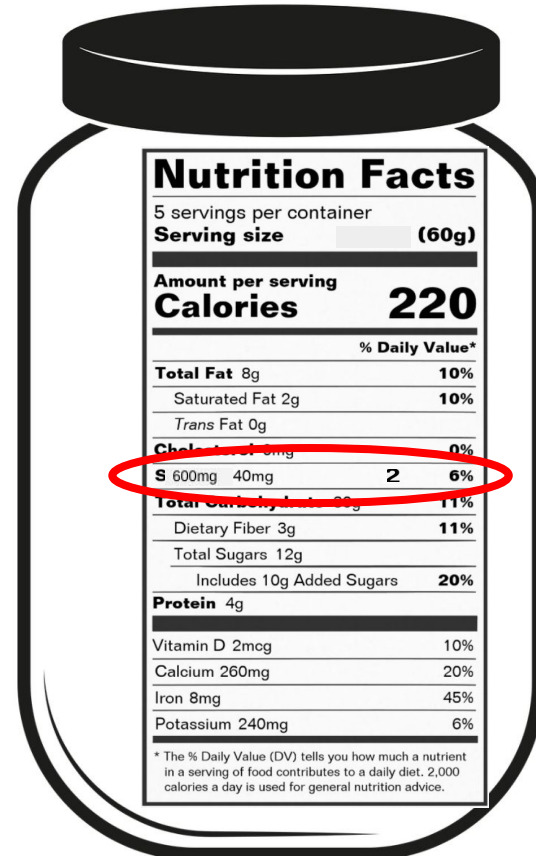 Nutrition Facts
5 servings per container
Serving size (60g)
Amount per serving
Calories 220
% Daily Value*
Total Fat 8g 10%
Saturated Fat 2g 10%
Trans Fat 0g
Cholesterol 0mg 0%
S 600mg 40mg 2 6%
Total Carbohydrate 11%
Dietary Fiber 3g 11%
Total Sugars 12g
Includes 10g Added Sugars 20%
Protein 4g
Vitamin D 2mcg 10%
Calcium 260mg 20%
Iron 8mg 45%
Potassium 240mg 6%
* The % Daily Value (DV) tells you how much a nutrient
in a serving of food contributes to a daily diet. 2,000
calories a day is used for general nutrition advice.